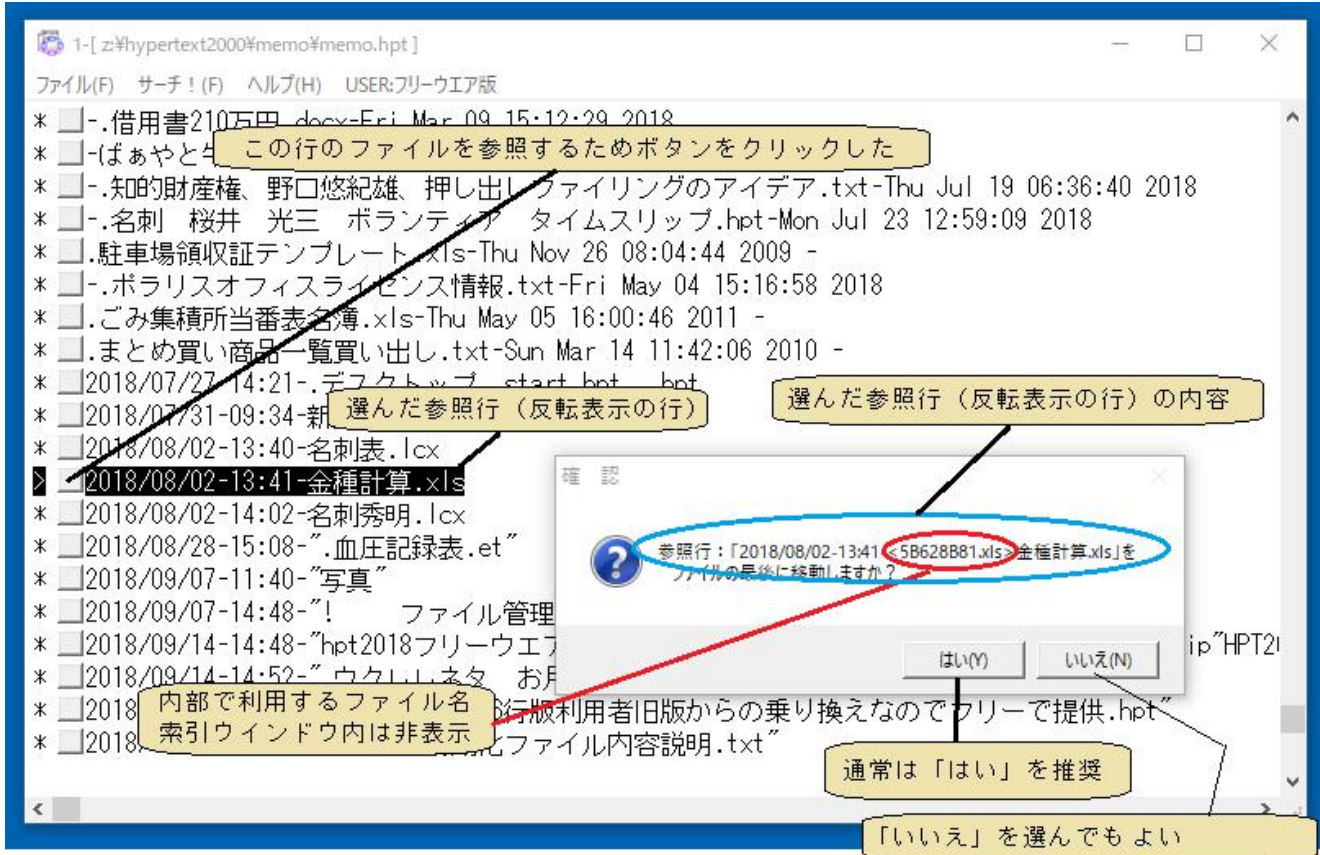 1-[ z:¥hypertext2000¥memo¥memo.hpt ]
ファイル(F) サーチ！(F) ヘルプ(H) USER:フリーウエア版
* -.借用書210万円 docx-Fri Mar 09 15:12:29 2018
* -(ばぁやと
この行のファイルを参照するためボタンをクリックした
* -.知的財産権、野口悠紀雄、押し出しファイリングのアイデア.txt-Thu Jul 19 06:36:40 2018
* -.名刺　桜井　光三　ボランティア　タイムスリップ.hpt-Mon Jul 23 12:59:09 2018
* .駐車場領収証テンプレート.xls-Thu Nov 26 08:04:44 2009 -
* -.ポラリスオフィスライセンス情報.txt-Fri May 04 15:16:58 2018
* .ごみ集積所当番表名簿.xls-Thu May 05 16:00:46 2011 -
* .まとめ買い商品一覧買い出し.txt-Sun Mar 14 11:42:06 2010 -
* 2018/07/27-14:21-.デスクトップ start.hpt .hpt
* 2018/07/31-09:34-新
選んだ参照行（反転表示の行）
選んだ参照行（反転表示の行）の内容
* 2018/08/02-13:40-名刺表.lcx
> 2018/08/02-13:41-金種計算.xls
* 2018/08/02-14:02-名刺秀明.lcx
* 2018/08/28-15:08-".血圧記録表.et"
* 2018/09/07-11:40-"写真"
* 2018/09/07-14:48-"!　　ファイル管理
* 2018/09/14-14:48-"hpt2018フリーウエア
ip"HPT2
* 2018/09/14-14:52-" ウクレレネタ　お月
* 2018
行版利用者旧版からの乗り換えなのでフリーで提供.hpt"
* 2018
ファイル内容説明.txt"
確 認
参照行：「2018/08/02-13:41-<5B628B81.xls>金種計算.xls」を
ファイルの最後に移動しますか？
はい(Y)
いいえ(N)
内部で利用するファイル名
索引ウインドウ内は非表示
通常は「はい」を推奨
「いいえ」を選んでもよい